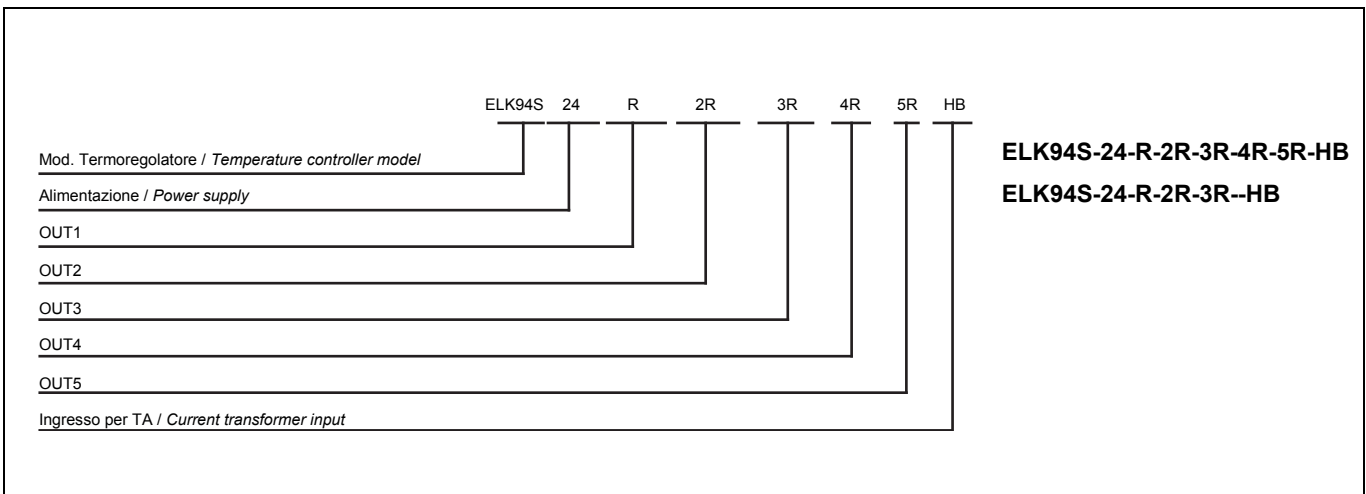 ELK94S 24 R 2R 3R 4R 5R HB
Mod. Termoregolatore / Temperature controller model
Alimentazione / Power supply
OUT1
OUT2
OUT3
OUT4
OUT5
Ingresso per TA / Current transformer input
ELK94S-24-R-2R-3R-4R-5R-HB
ELK94S-24-R-2R-3R--HB